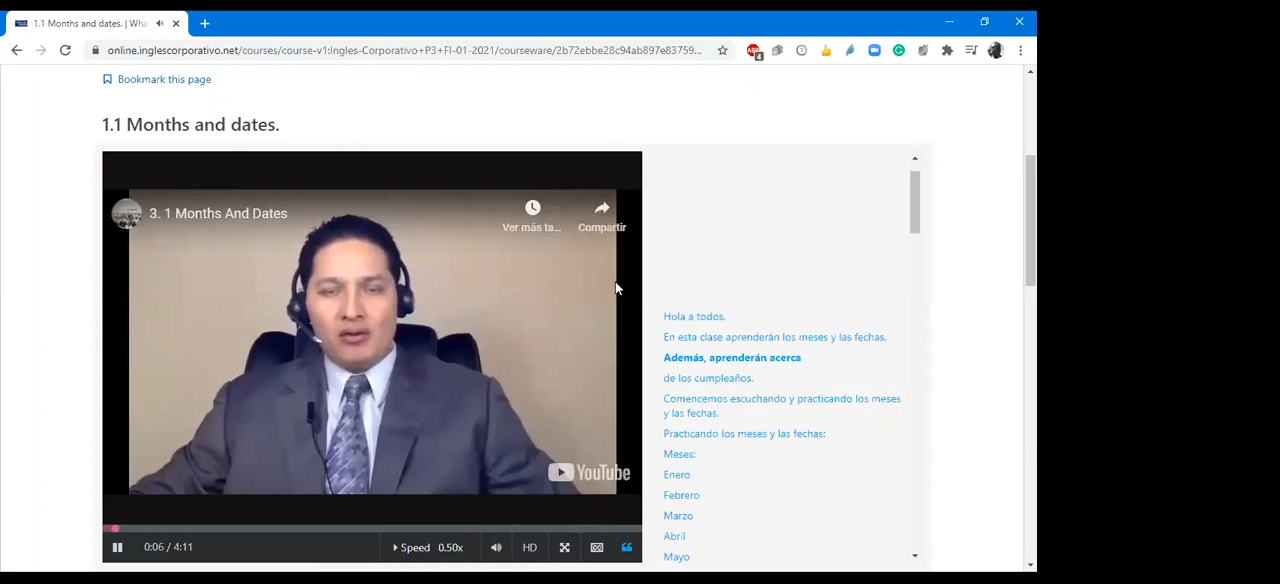 1.1 Months and dates. | Wha
online.inglescorporativo.net/courses/course-v1:Ingles-Corporativo+P3+FI-01-2021/courseware/2b72ebbe28c94ab897e83759...
ABP
4
Bookmark this page
1.1 Months and dates.
3. 1 Months And Dates
Ver más ta...
Compartir
YouTube
0:06 / 4:11
Speed 0.50x
HD
Hola a todos.
En esta clase aprenderán los meses y las fechas.
Además, aprenderán acerca
de los cumpleaños.
Comencemos escuchando y practicando los meses
y las fechas.
Practicando los meses y las fechas:
Meses:
Enero
Febrero
Marzo
Abril
Mayo